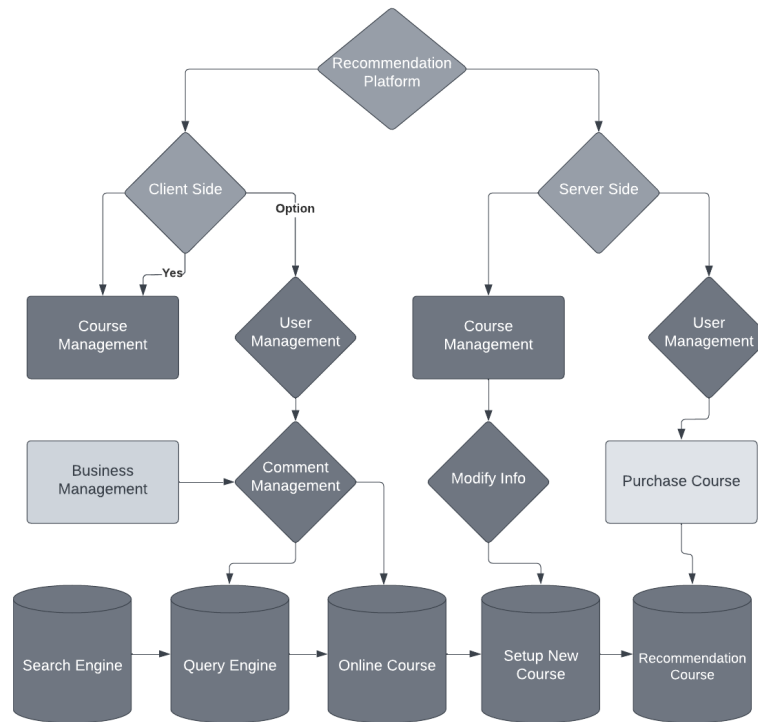 Recommendation
Platform
Client Side
Server Side
Option
Yes
Course
Management
User
Management
Course
Management
User
Management
Business
Management
Comment
Management
Modify Info
Purchase Course
Search Engine
Query Engine
Online Course
Setup New
Course
Recommendation
Course